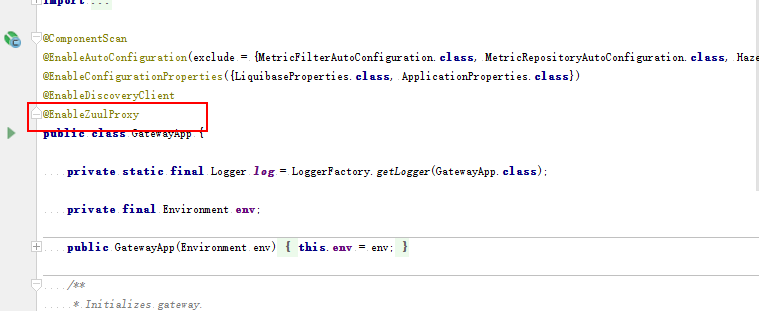 import ...
@ComponentScan
@EnableAutoConfiguration(exclude = {MetricFilterAutoConfiguration.class, MetricRepositoryAutoConfiguration.class, Haze
@EnableConfigurationProperties({LiquibaseProperties.class, ApplicationProperties.class})
@EnableDiscoveryClient
@EnableZuulProxy
public class GatewayApp {
private static final Logger log = LoggerFactory.getLogger(GatewayApp.class);
private final Environment env;
public GatewayApp(Environment env) { this.env = env; }
/**
* Initializes gateway.